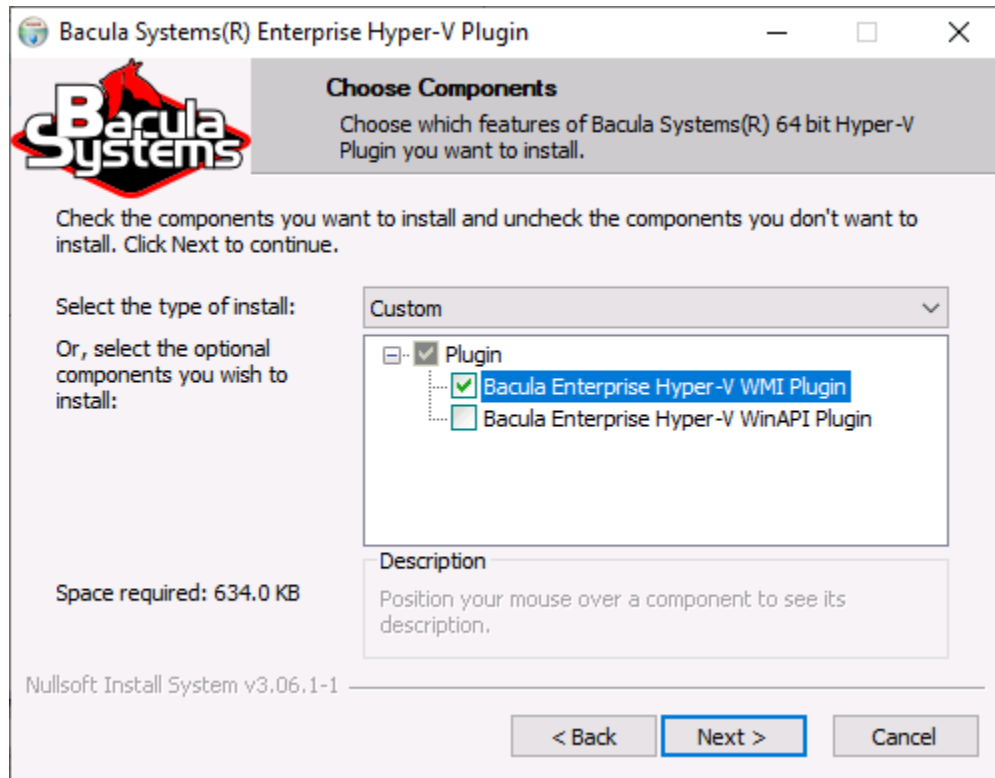 Bacula Systems(R) Enterprise Hyper-V Plugin
Bacula
Systems
Choose Components
Choose which features of Bacula Systems(R) 64 bit Hyper-V
Plugin you want to install.
Check the components you want to install and uncheck the components you don't want to
install. Click Next to continue.
Select the type of install:
Custom
Or, select the optional
components you wish to
install:
Plugin
Bacula Enterprise Hyper-V WMI Plugin
Bacula Enterprise Hyper-V WinAPI Plugin
Space required: 634.0 KB
Description
Position your mouse over a component to see its
description.
Nullsoft Install System v3.06.1-1
< Back
Next >
Cancel